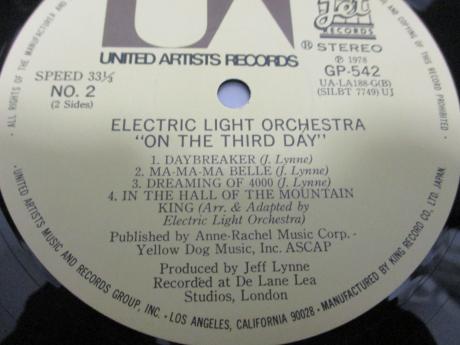 UA
Jet
RECORDS
UNITED ARTISTS RECORDS
Ⓟ STEREO
℗ 1978
SPEED 33⅓
GP-542
NO. 2
UA-LA188-G(B)
(2 Sides)
(SILBT 7749) UJ
ELECTRIC LIGHT ORCHESTRA
"ON THE THIRD DAY"
1. DAYBREAKER (J. Lynne)
2. MA-MA-MA BELLE (J. Lynne)
3. DREAMING OF 4000 (J. Lynne)
4. IN THE HALL OF THE MOUNTAIN
KING (Arr. & Adapted by
Electric Light Orchestra)
Published by Anne-Rachel Music Corp. -
Yellow Dog Music, Inc. ASCAP
Produced by Jeff Lynne
Recorded at De Lane Lea
Studios, London
• ALL RIGHTS OF THE MANUFACTURER AND
COPYING OF THIS RECORD PROHIBITED
• UNITED ARTISTS MUSIC AND RECORDS GROUP, INC. • LOS ANGELES, CALIFORNIA 90028 • MANUFACTURED BY KING RECORD CO. LTD. JAPAN